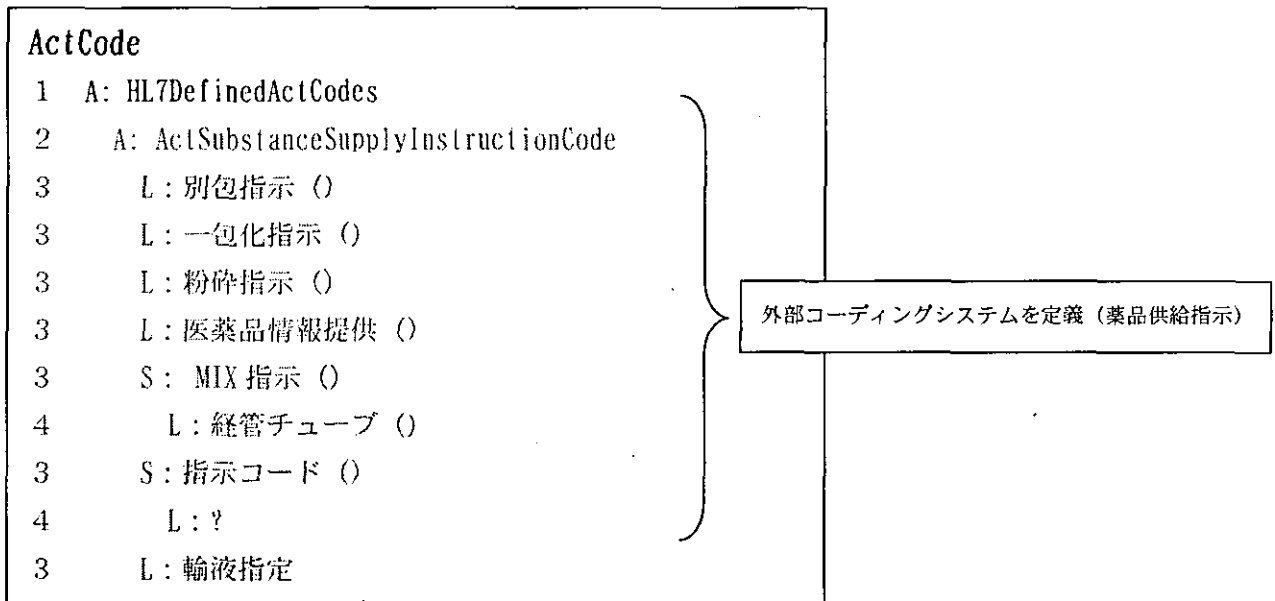 ActCode
1 A: HL7DefinedActCodes
2 A: ActSubstanceSupplyInstructionCode
3 L：別包指示 ()
3 L：一包化指示 ()
3 L：粉砕指示 ()
3 L：医薬品情報提供 ()
3 S： MIX 指示 ()
4 L：経管チューブ ()
3 S：指示コード ()
4 L：?
3 L：輸液指定
外部コーディングシステムを定義（薬品供給指示）